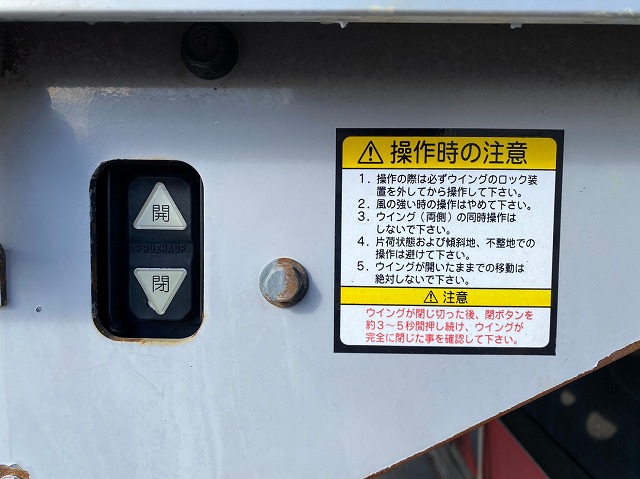 開
FRUEHAUF
閉
操作時の注意
1．操作の際は必ずウイングのロック装
置を外してから操作して下さい。
2．風の強い時の操作はやめて下さい。
3．ウイング（両側）の同時操作は
しないで下さい。
4．片荷状態および傾斜地、不整地での
操作は避けて下さい。
5．ウイングが開いたままでの移動は
絶対しないで下さい。
注意
ウイングが閉じ切った後、閉ボタンを
約3～5秒間押し続け、ウイングが
完全に閉じた事を確認して下さい。